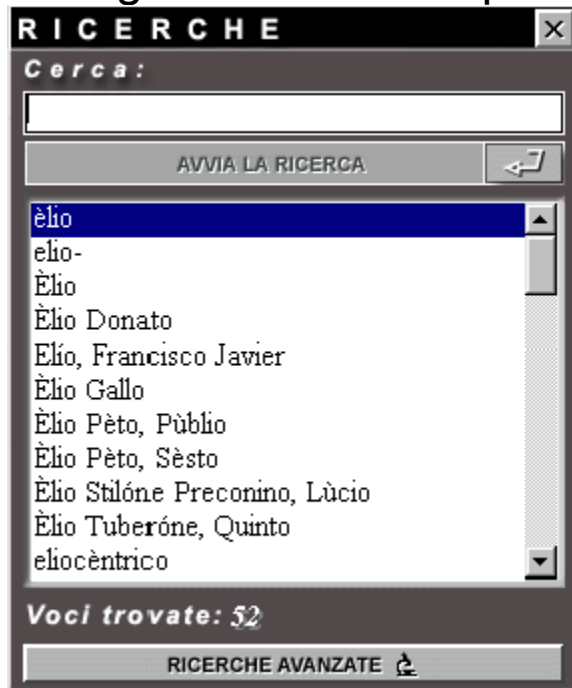 RICERCHE
Cerca:
AVVIA LA RICERCA
èlio
elio-
Èlio
Èlio Donato
Elío, Francisco Javier
Èlio Gallo
Èlio Pèto, Pùblio
Èlio Pèto, Sèsto
Èlio Stilóne Preconino, Lùcio
Èlio Tuberóne, Quinto
eliocèntrico
Voci trovate: 52
RICERCHE AVANZATE